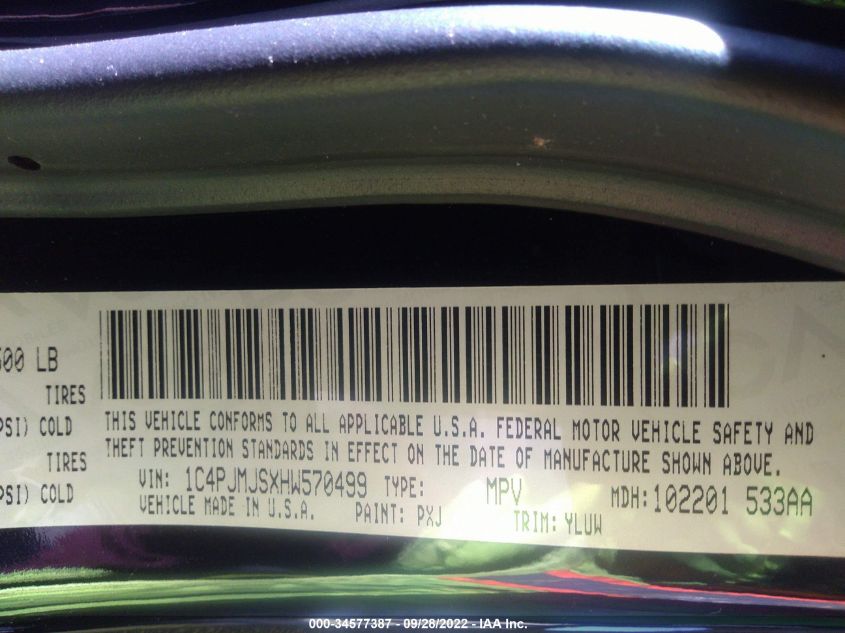 500 LB
TIRES
PSI) COLD
TIRES
PSI) COLD
THIS VEHICLE CONFORMS TO ALL APPLICABLE U.S.A. FEDERAL MOTOR VEHICLE SAFETY AND
THEFT PREVENTION STANDARDS IN EFFECT ON THE DATE OF MANUFACTURE SHOWN ABOVE.
VIN: 1C4PJMJSXHW570499 TYPE: MPV MDH: 102201 533AA
VEHICLE MADE IN U.S.A. PAINT: PXJ TRIM: YLUW
000-34577387 - 09/28/2022 - IAA Inc.